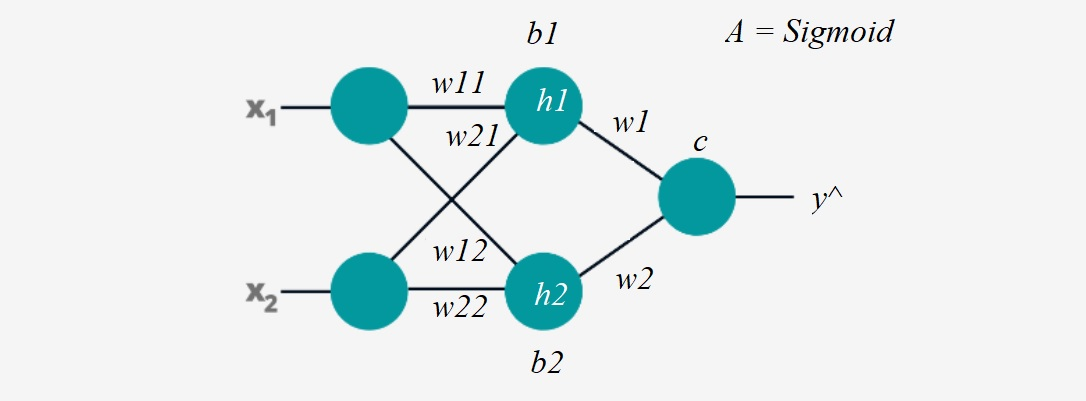 b1
A = Sigmoid
x1
w11
h1
w21
w1
c
y^
w12
x2
w22
h2
w2
b2